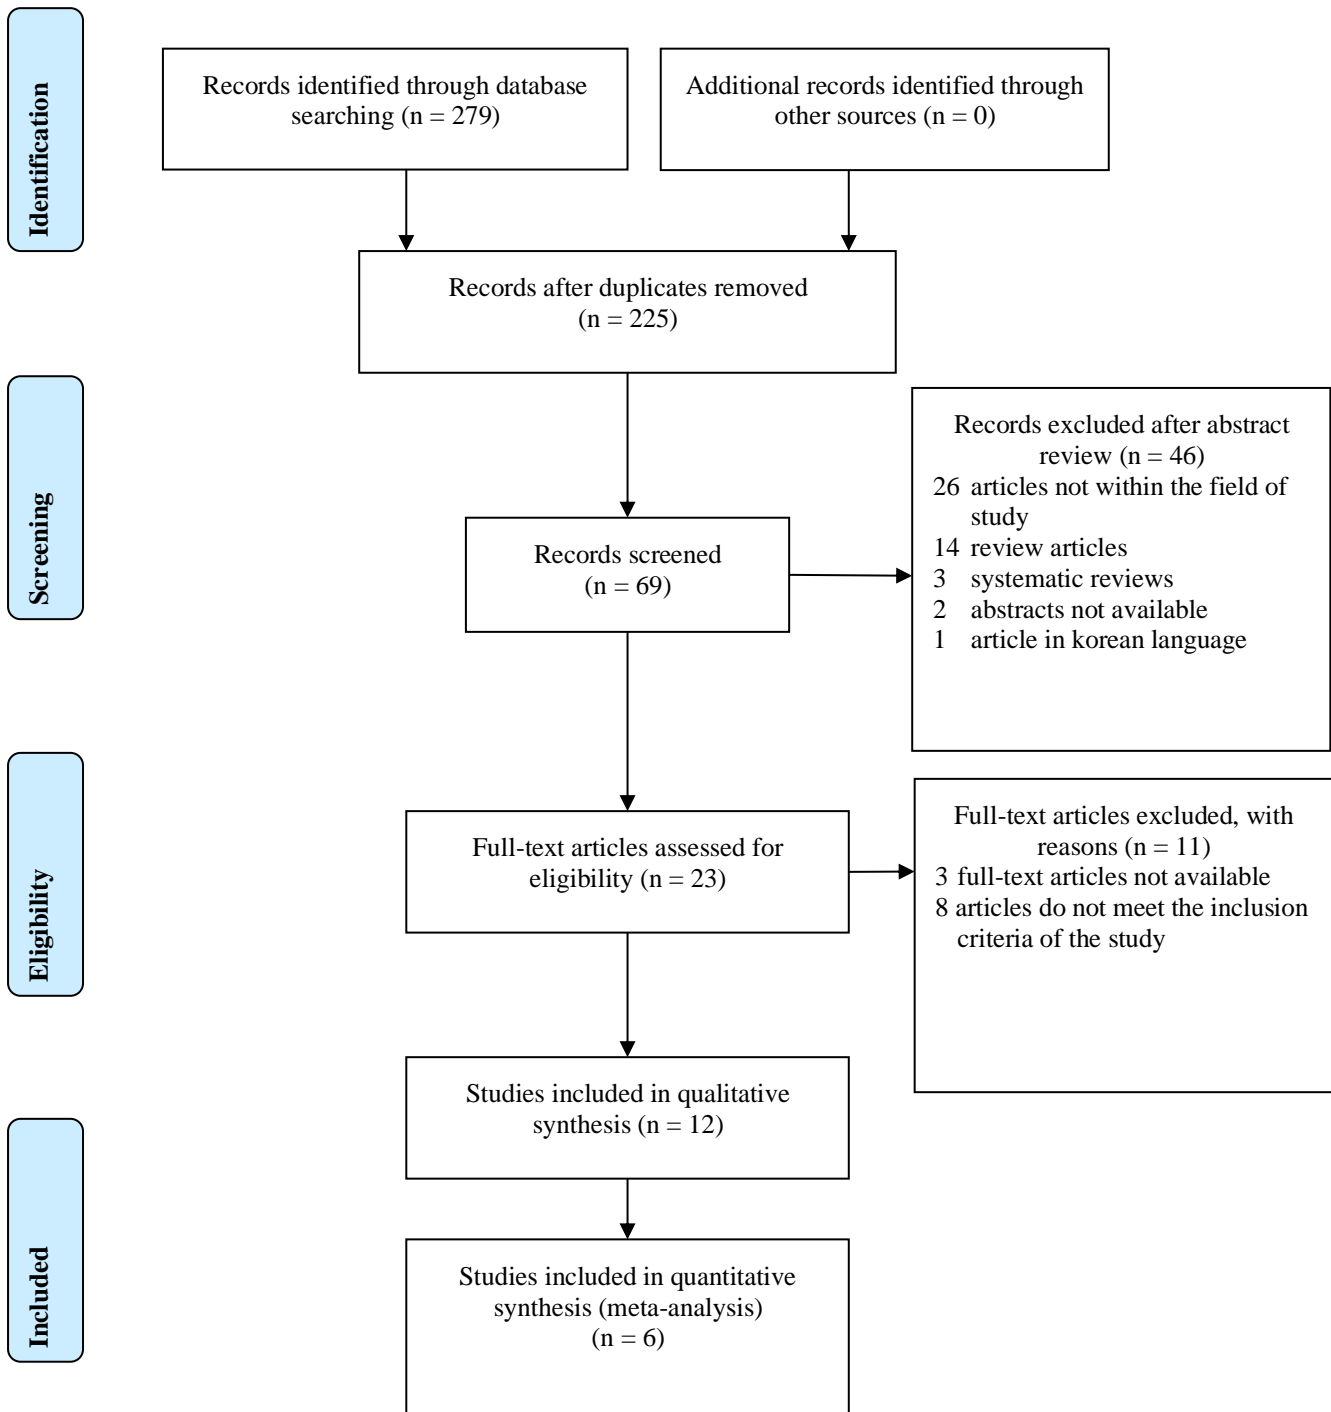 Identification
Records identified through database
searching (n = 279)
Additional records identified through
other sources (n = 0)
Records after duplicates removed
(n = 225)
Screening
Records screened
(n = 69)
Records excluded after abstract
review (n = 46)
26 articles not within the field of
study
14 review articles
3 systematic reviews
2 abstracts not available
1 article in korean language
Eligibility
Full-text articles assessed for
eligibility (n = 23)
Full-text articles excluded, with
reasons (n = 11)
3 full-text articles not available
8 articles do not meet the inclusion
criteria of the study
Included
Studies included in qualitative
synthesis (n = 12)
Studies included in quantitative
synthesis (meta-analysis)
(n = 6)